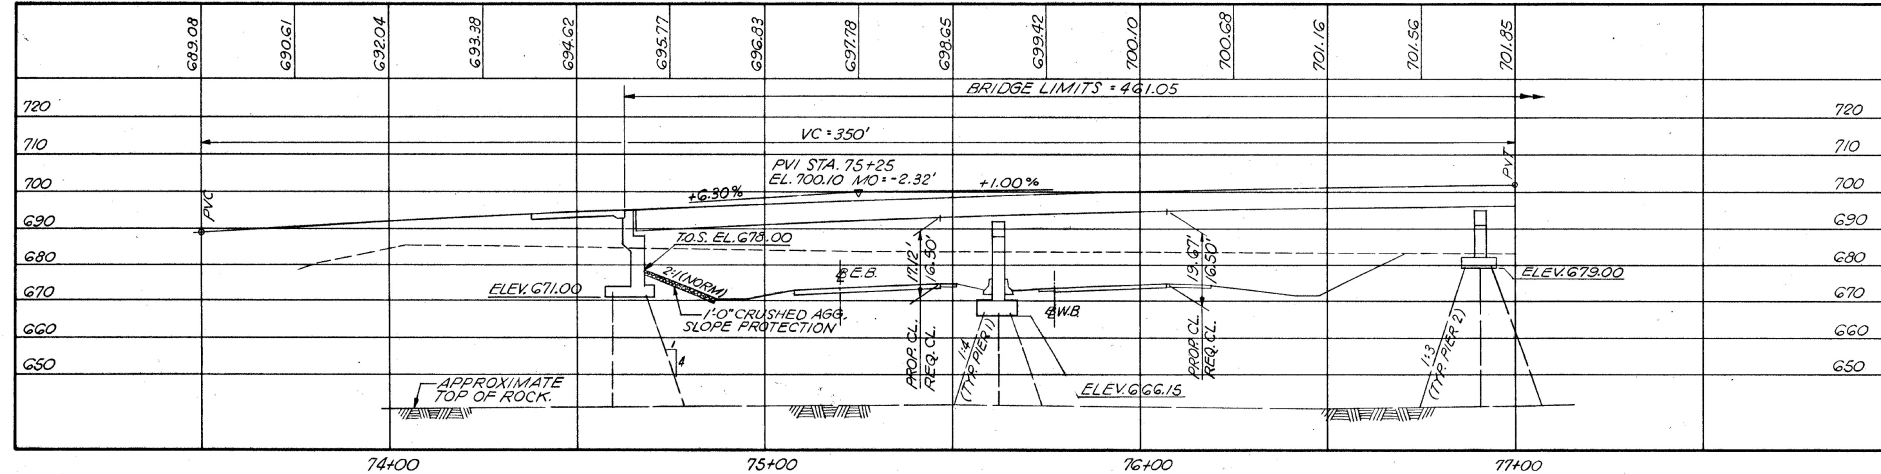 689.08 690.61 692.04 693.38 694.62 695.77 696.83 697.78 698.65 699.42 700.10 700.68 701.16 701.56 701.85
BRIDGE LIMITS = 461.05
720 720
VC = 350'
710 710
PVI STA. 75+25
EL. 700.10 MO = -2.32'
PVC
PVT
+6.30%
+1.00%
700 700
690 690
T.O.S. EL. 678.00
680 680
2:1 (NORM)
℄ E.B.
17.12'
16.50'
19.67'
16.50'
ELEV. 679.00
ELEV. 671.00
670 670
1'-0" CRUSHED AGG.
SLOPE PROTECTION
℄ W.B.
660 660
PROP. CL.
REQ. CL.
1:4
(TYP. PIER 1)
PROP. CL.
REQ. CL.
1:3
(TYP. PIER 2)
1
4
650 650
APPROXIMATE
TOP OF ROCK.
ELEV. 666.15
74+00 75+00 76+00 77+00